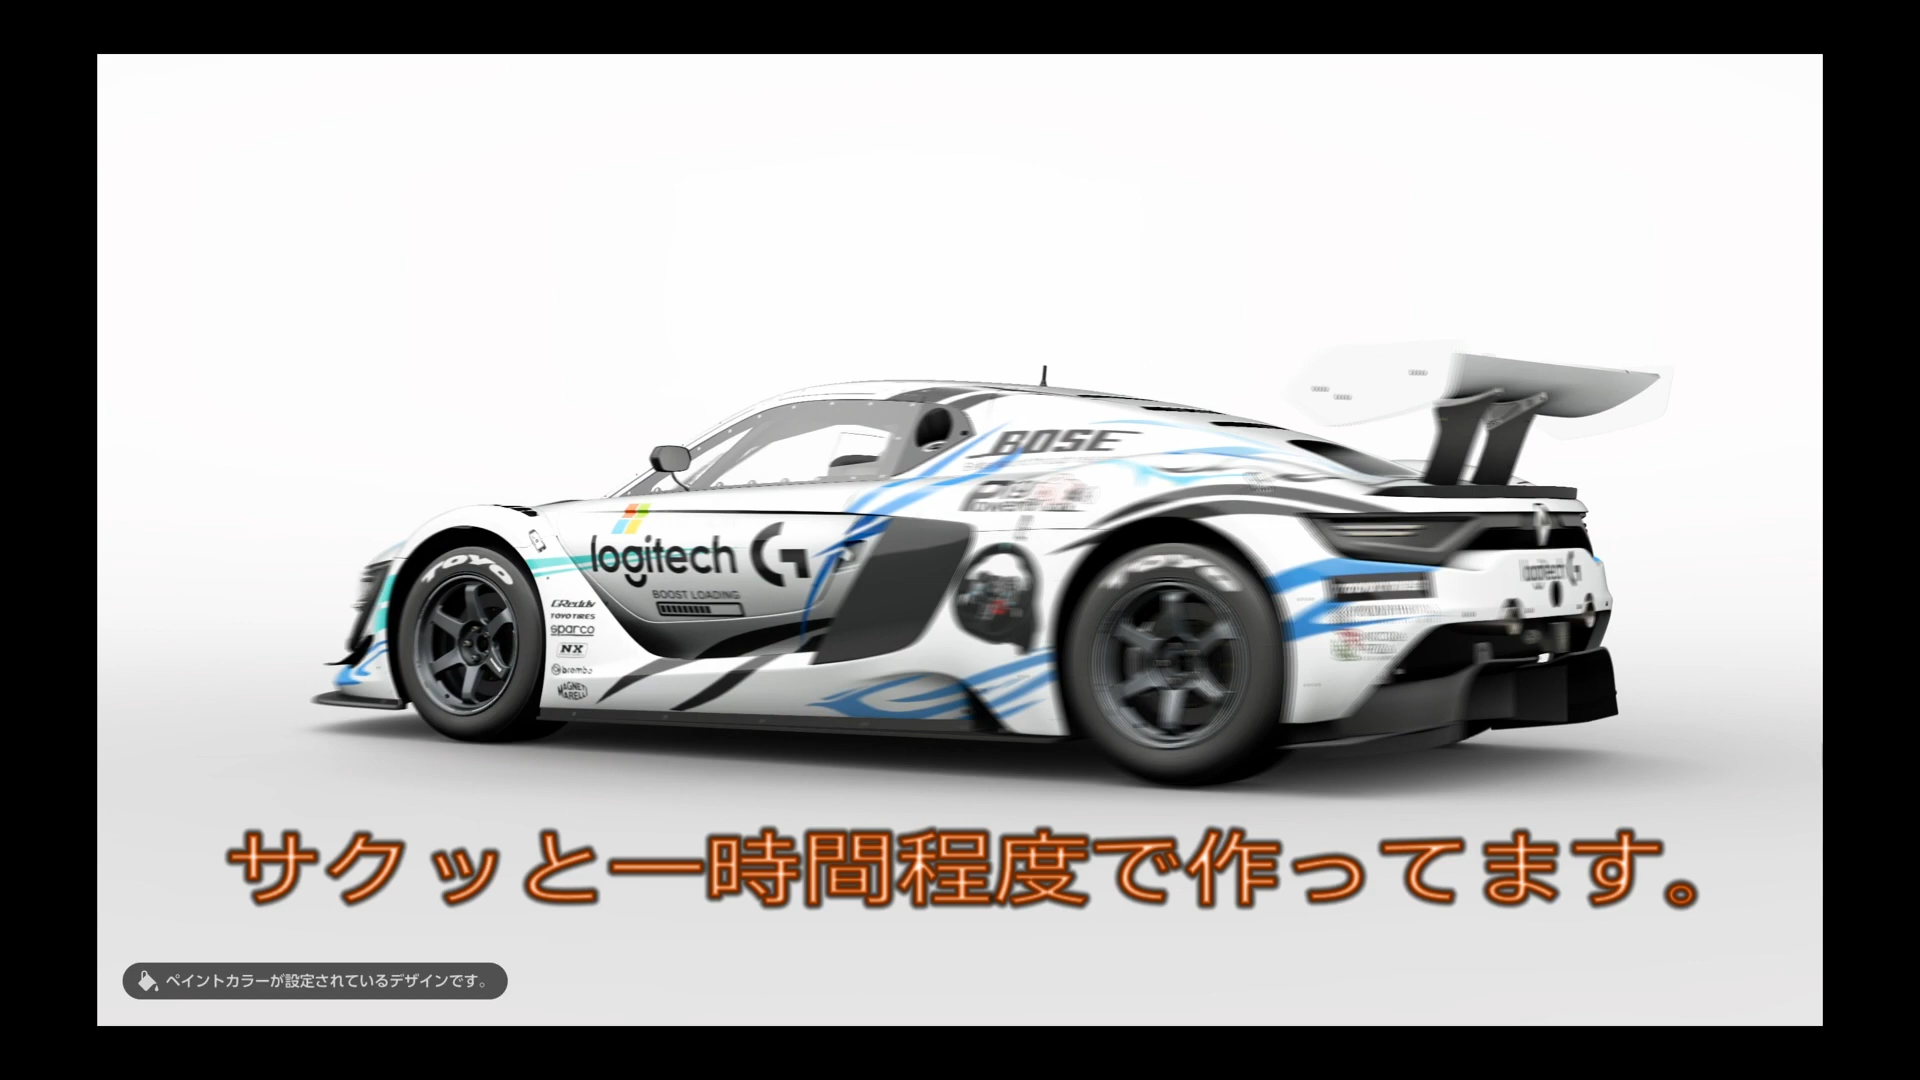 BOSE
logitech G
BOOST LOADING
TOYO
TOYO
GReddy
TOYO TIRES
sparco
NX
brembo
MAGNETI
MARELLI
logitech G
サクッと一時間程度で作ってます。
ペイントカラーが設定されているデザインです。